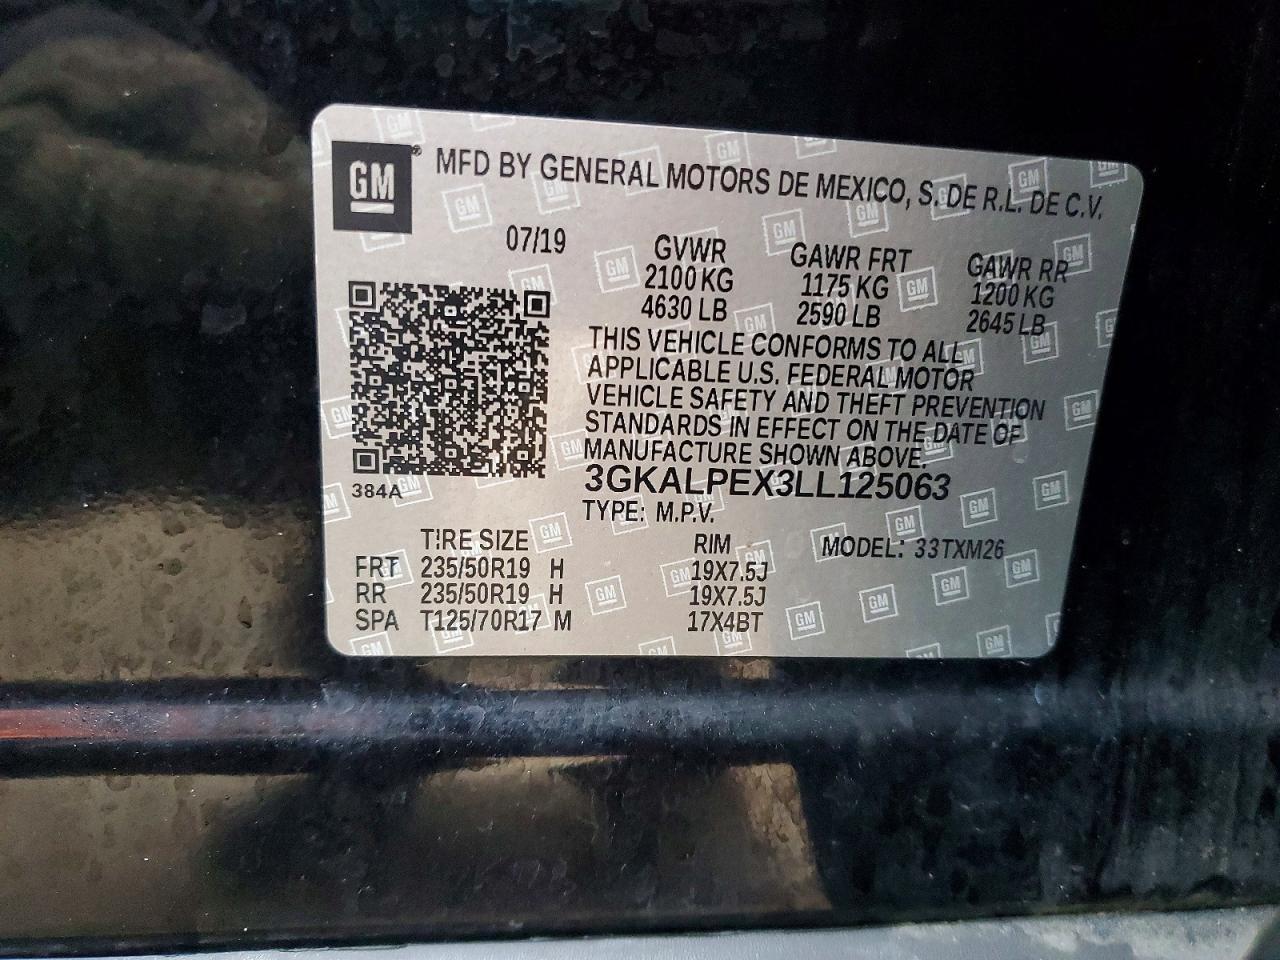 GM® MFD BY GENERAL MOTORS DE MEXICO, S. DE R.L. DE C.V.
07/19 GVWR GAWR FRT GAWR RR
2100 KG 1175 KG 1200 KG
4630 LB 2590 LB 2645 LB
THIS VEHICLE CONFORMS TO ALL
APPLICABLE U.S. FEDERAL MOTOR
VEHICLE SAFETY AND THEFT PREVENTION
STANDARDS IN EFFECT ON THE DATE OF
MANUFACTURE SHOWN ABOVE.
3GKALPEX3LL125063
384A
TYPE: M.P.V.
TIRE SIZE RIM MODEL: 33TXM26
FRT 235/50R19 H 19X7.5J
RR 235/50R19 H 19X7.5J
SPA T125/70R17 M 17X4BT